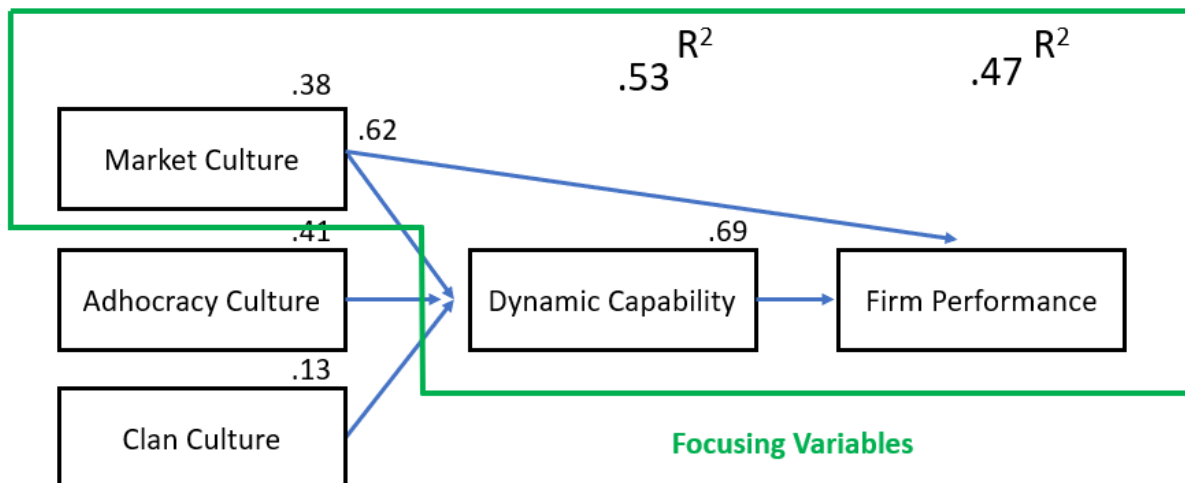 R2
.53
R2
.47
.38
Market Culture
.62
.41
Adhocracy Culture
.69
Dynamic Capability
Firm Performance
.13
Clan Culture
Focusing Variables